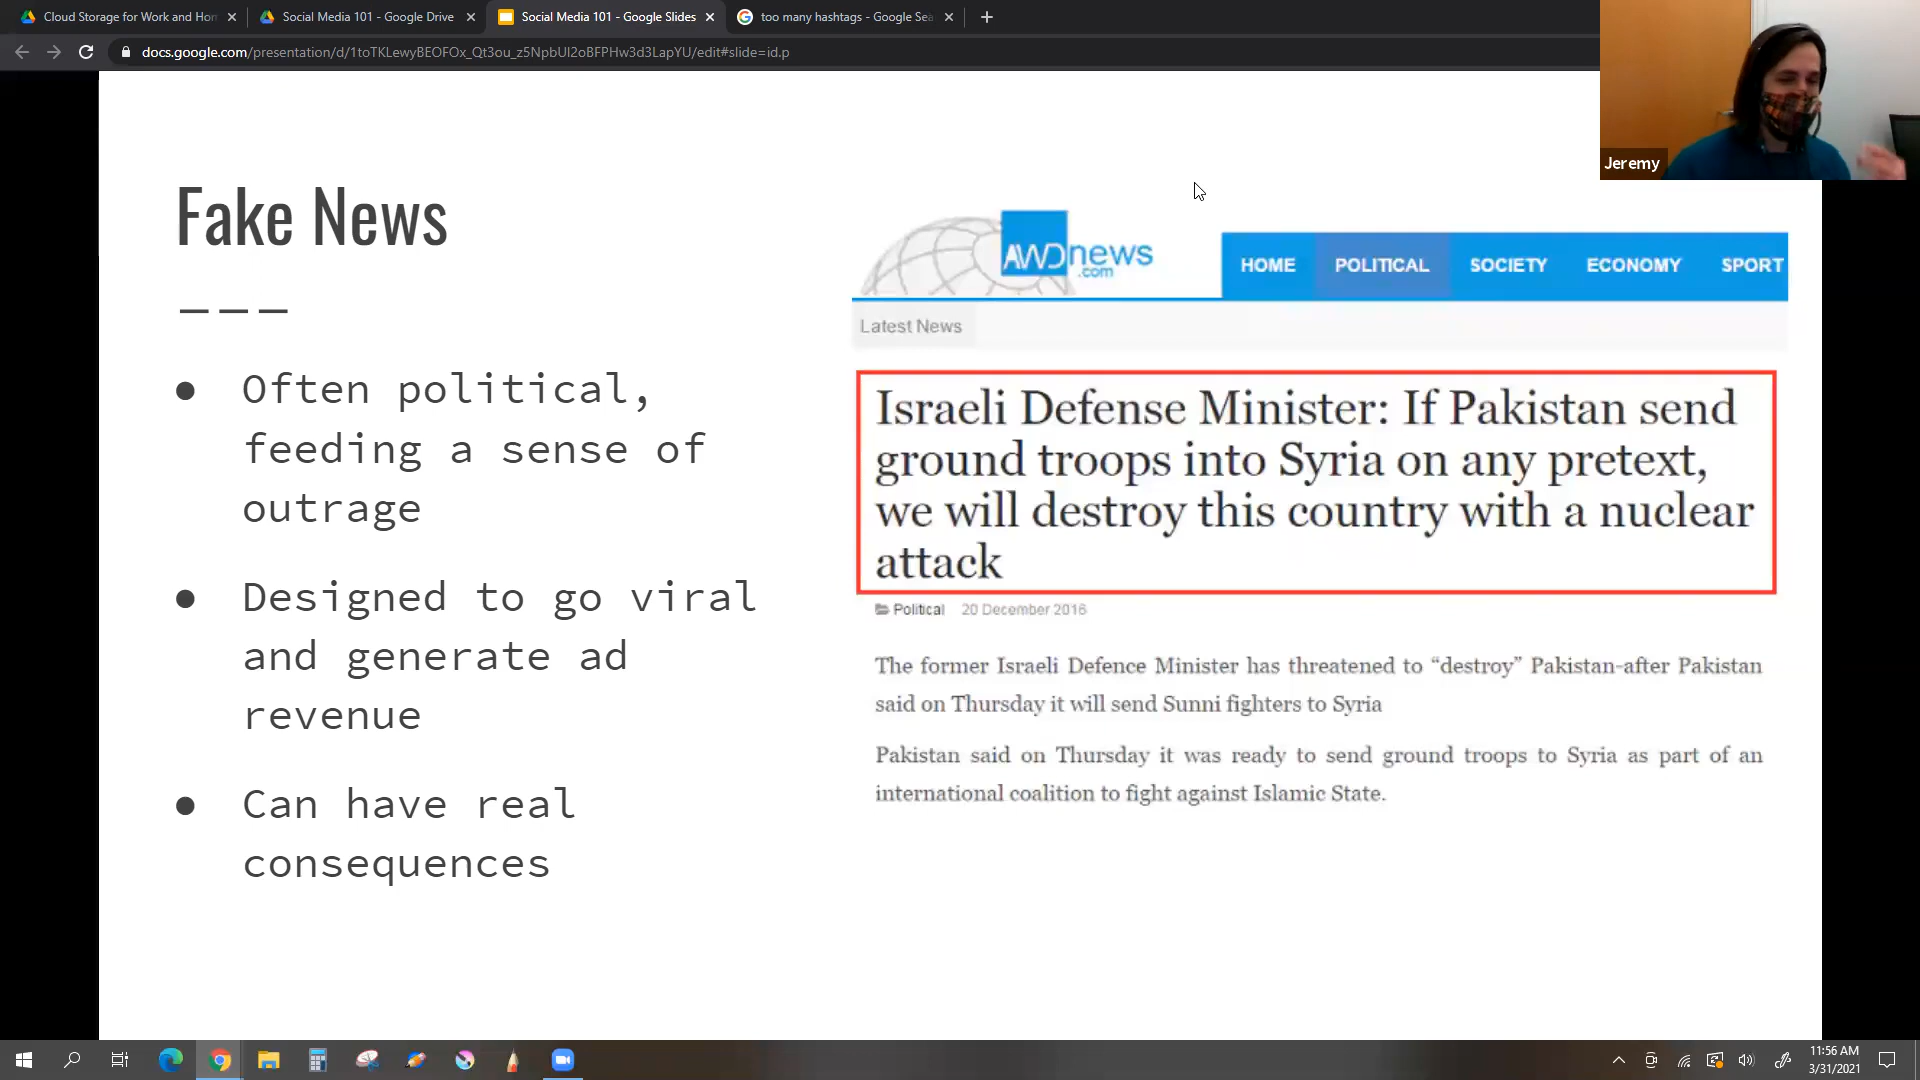 Cloud Storage for Work and Hom
Social Media 101 - Google Drive
Social Media 101 - Google Slides
too many hashtags - Google Sea
docs.google.com/presentation/d/1toTKLewyBEOFOx_Qt3ou_z5NpbUl2oBFPHw3d3LapYU/edit#slide=id.p
Jeremy
Fake News
Often political,
feeding a sense of
outrage
Designed to go viral
and generate ad
revenue
Can have real
consequences
AWDnews
.com
HOME POLITICAL SOCIETY ECONOMY SPORT
Latest News
Israeli Defense Minister: If Pakistan send
ground troops into Syria on any pretext,
we will destroy this country with a nuclear
attack
Political 20 December 2016
The former Israeli Defence Minister has threatened to “destroy” Pakistan-after Pakistan
said on Thursday it will send Sunni fighters to Syria
Pakistan said on Thursday it was ready to send ground troops to Syria as part of an
international coalition to fight against Islamic State.
11:56 AM
3/31/2021